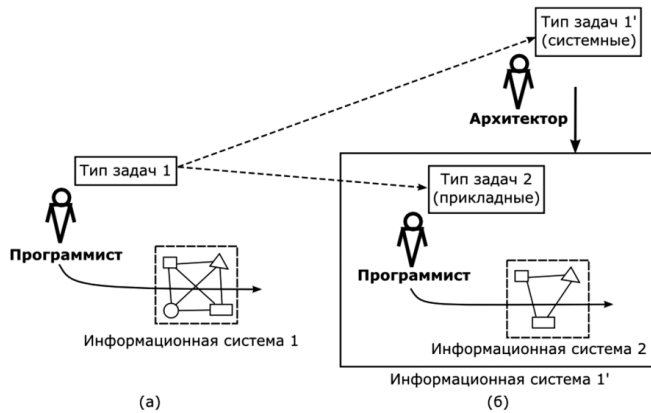 Тип задач 1'
(системные)
Архитектор
Тип задач 1
Тип задач 2
(прикладные)
Программист
Программист
Информационная система 1
Информационная система 2
Информационная система 1'
(а)
(б)